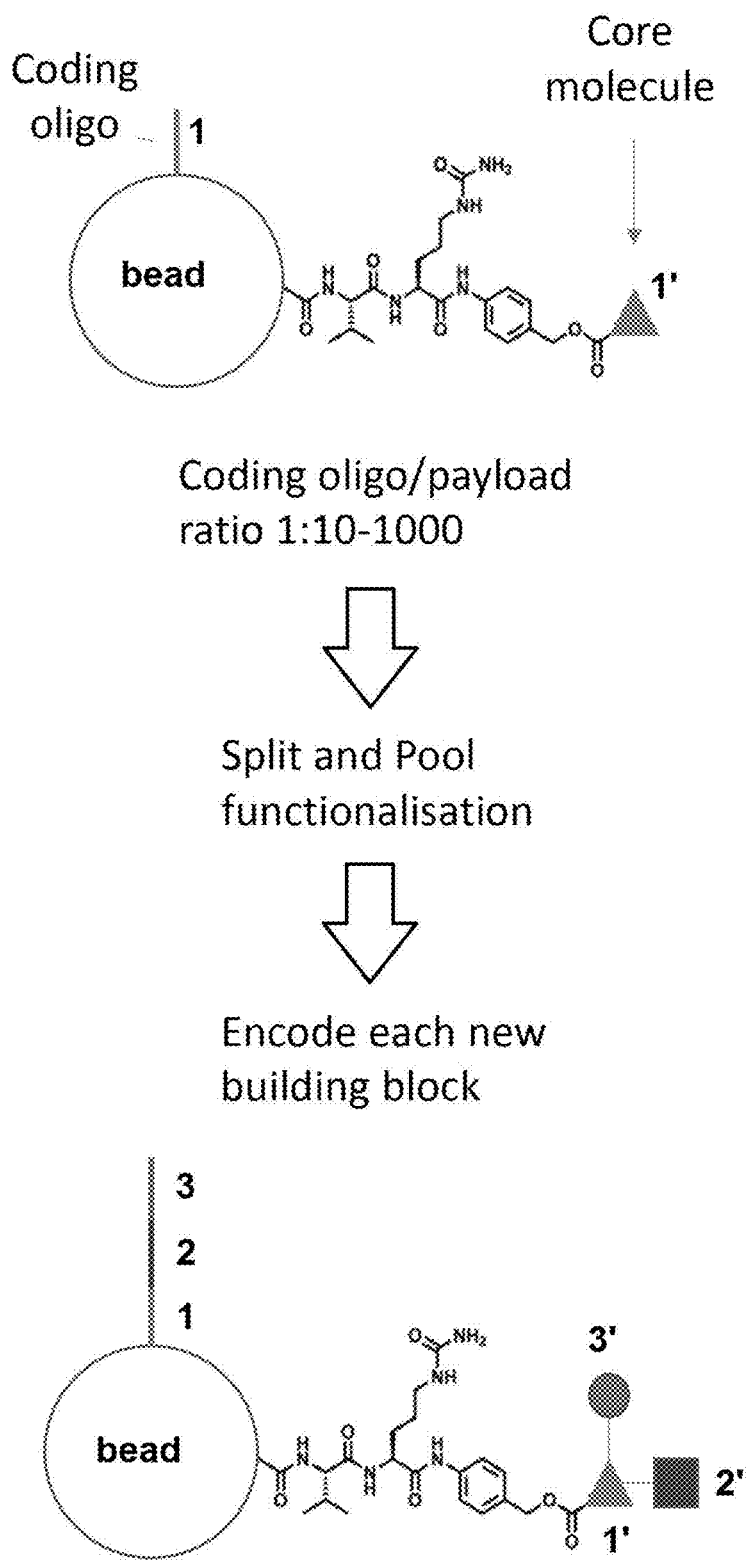 Coding
oligo
1
Core
molecule
bead
1'
O
NH2
NH
H
N
O
O
N
H
O
H
N
O
O
O
Coding oligo/payload
ratio 1:10-1000
Split and Pool
functionalisation
Encode each new
building block
3
2
1
bead
O
NH2
NH
H
N
O
O
N
H
O
H
N
O
O
O
3'
2'
1'